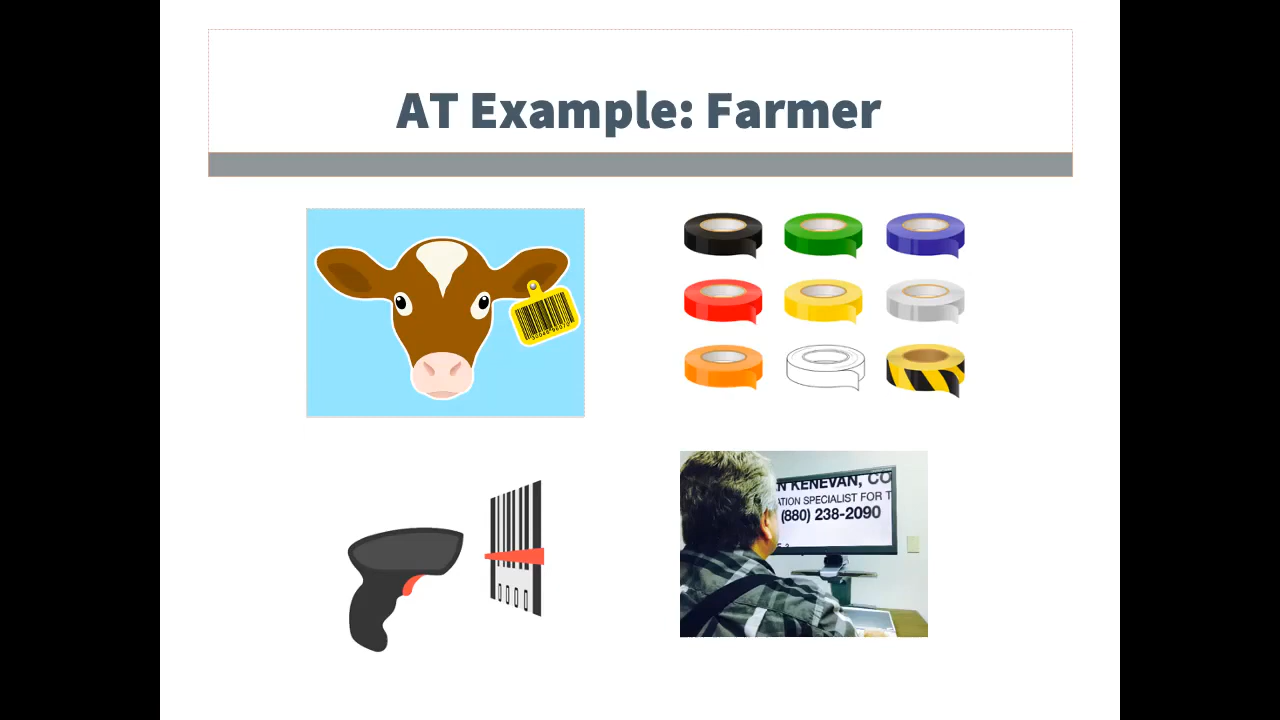 AT Example: Farmer
N KENEVAN, CO
ATION SPECIALIST FOR T
(880) 238-2090